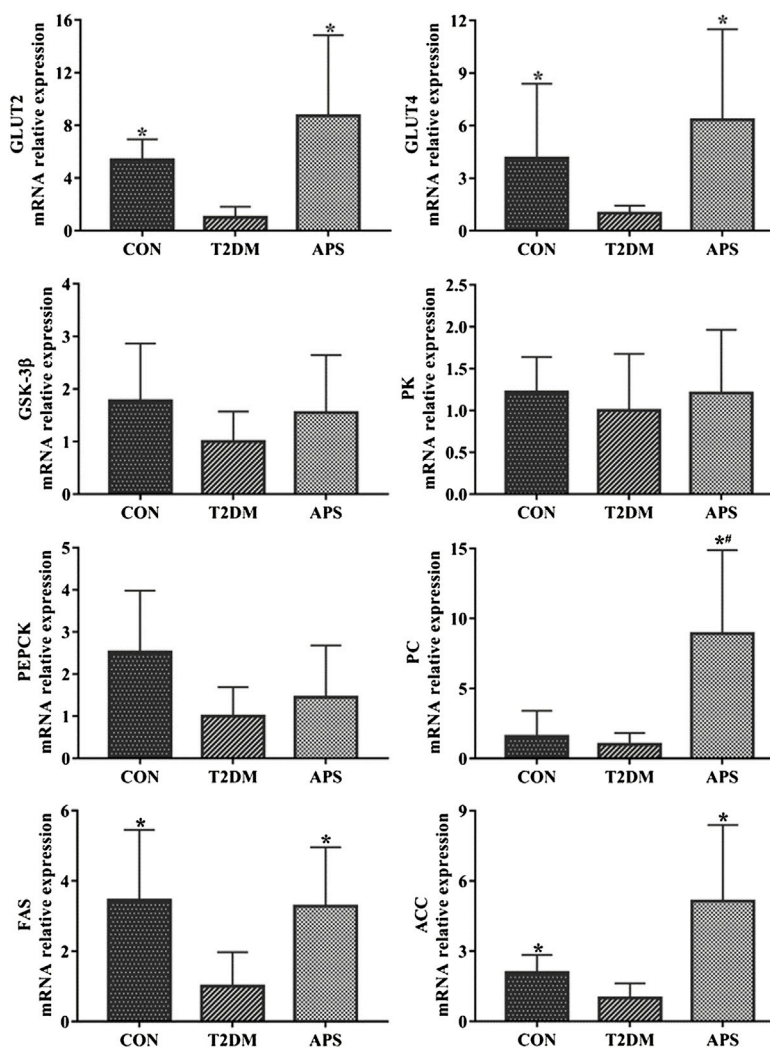 GLUT2
mRNA relative expression
16
12
8
4
0
*
*
CON T2DM APS
GLUT4
mRNA relative expression
12
9
6
3
0
*
*
CON T2DM APS
GSK-3β
mRNA relative expression
4
3
2
1
0
CON T2DM APS
PK
mRNA relative expression
2.5
2.0
1.5
1.0
0.5
0.0
CON T2DM APS
PEPCK
mRNA relative expression
5
4
3
2
1
0
CON T2DM APS
PC
mRNA relative expression
15
10
5
0
*#
CON T2DM APS
FAS
mRNA relative expression
6
4
2
0
*
*
CON T2DM APS
ACC
mRNA relative expression
9
6
3
0
*
*
CON T2DM APS